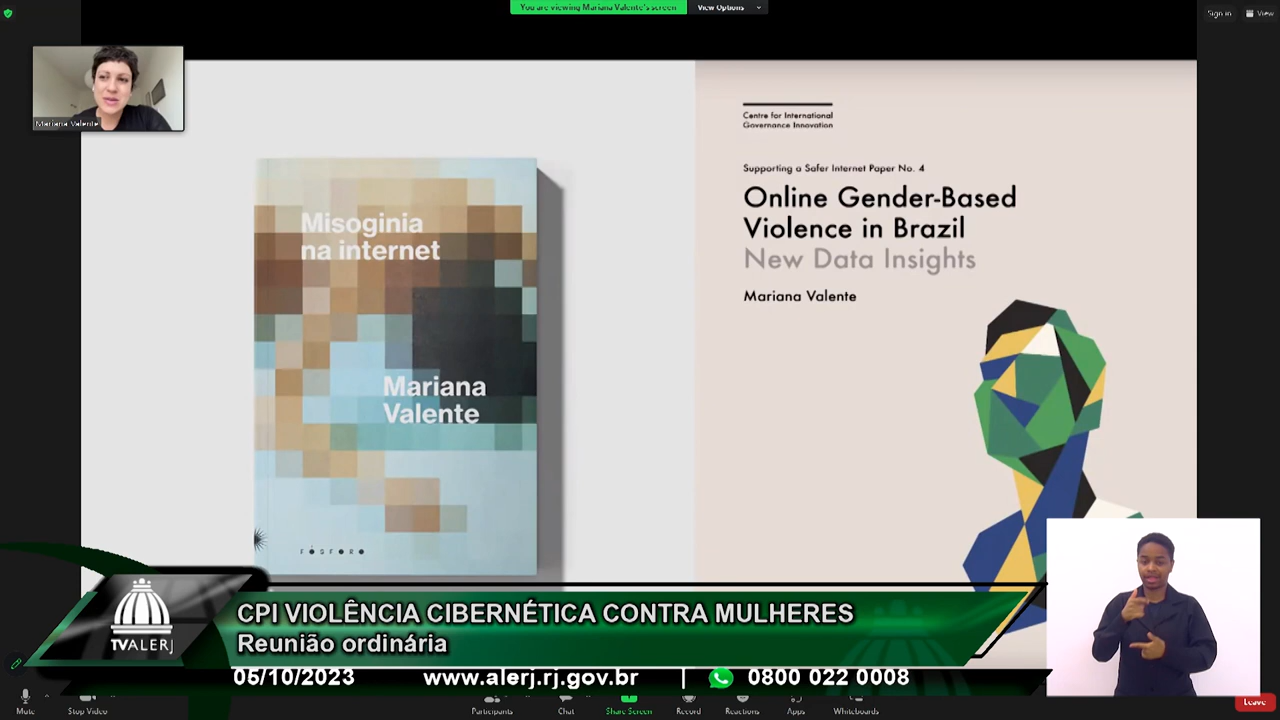 You are viewing Mariana Valente's screen
View Options
Sign in
View
Mariana Valente
Misoginia
na internet
Mariana
Valente
FÓSFORO
Centre for International
Governance Innovation
Supporting a Safer Internet Paper No. 4
Online Gender-Based
Violence in Brazil
New Data Insights
Mariana Valente
CPI VIOLÊNCIA CIBERNÉTICA CONTRA MULHERES
Reunião ordinária
TVALERJ
05/10/2023 www.alerj.rj.gov.br | 0800 022 0008
Mute
Stop Video
Participants
Chat
Share Screen
Record
Reactions
Apps
Whiteboards
Leave